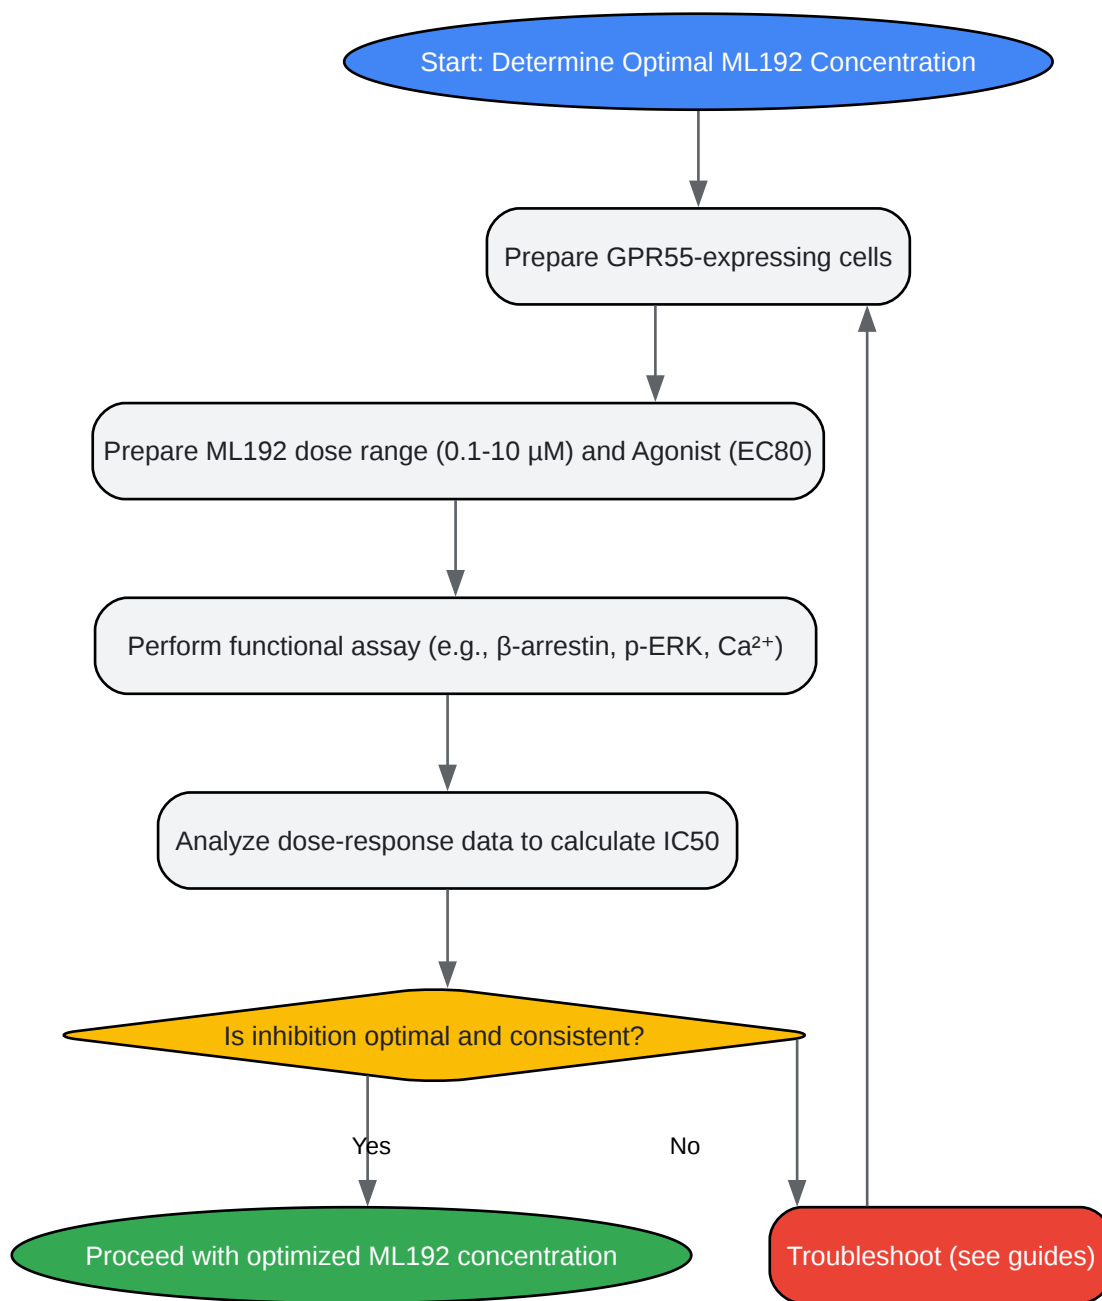 Start: Determine Optimal ML192 Concentration
Prepare GPR55-expressing cells
Prepare ML192 dose range (0.1-10 µM) and Agonist (EC80)
Perform functional assay (e.g., β-arrestin, p-ERK, Ca²⁺)
Analyze dose-response data to calculate IC50
Is inhibition optimal and consistent?
Yes
No
Proceed with optimized ML192 concentration
Troubleshoot (see guides)